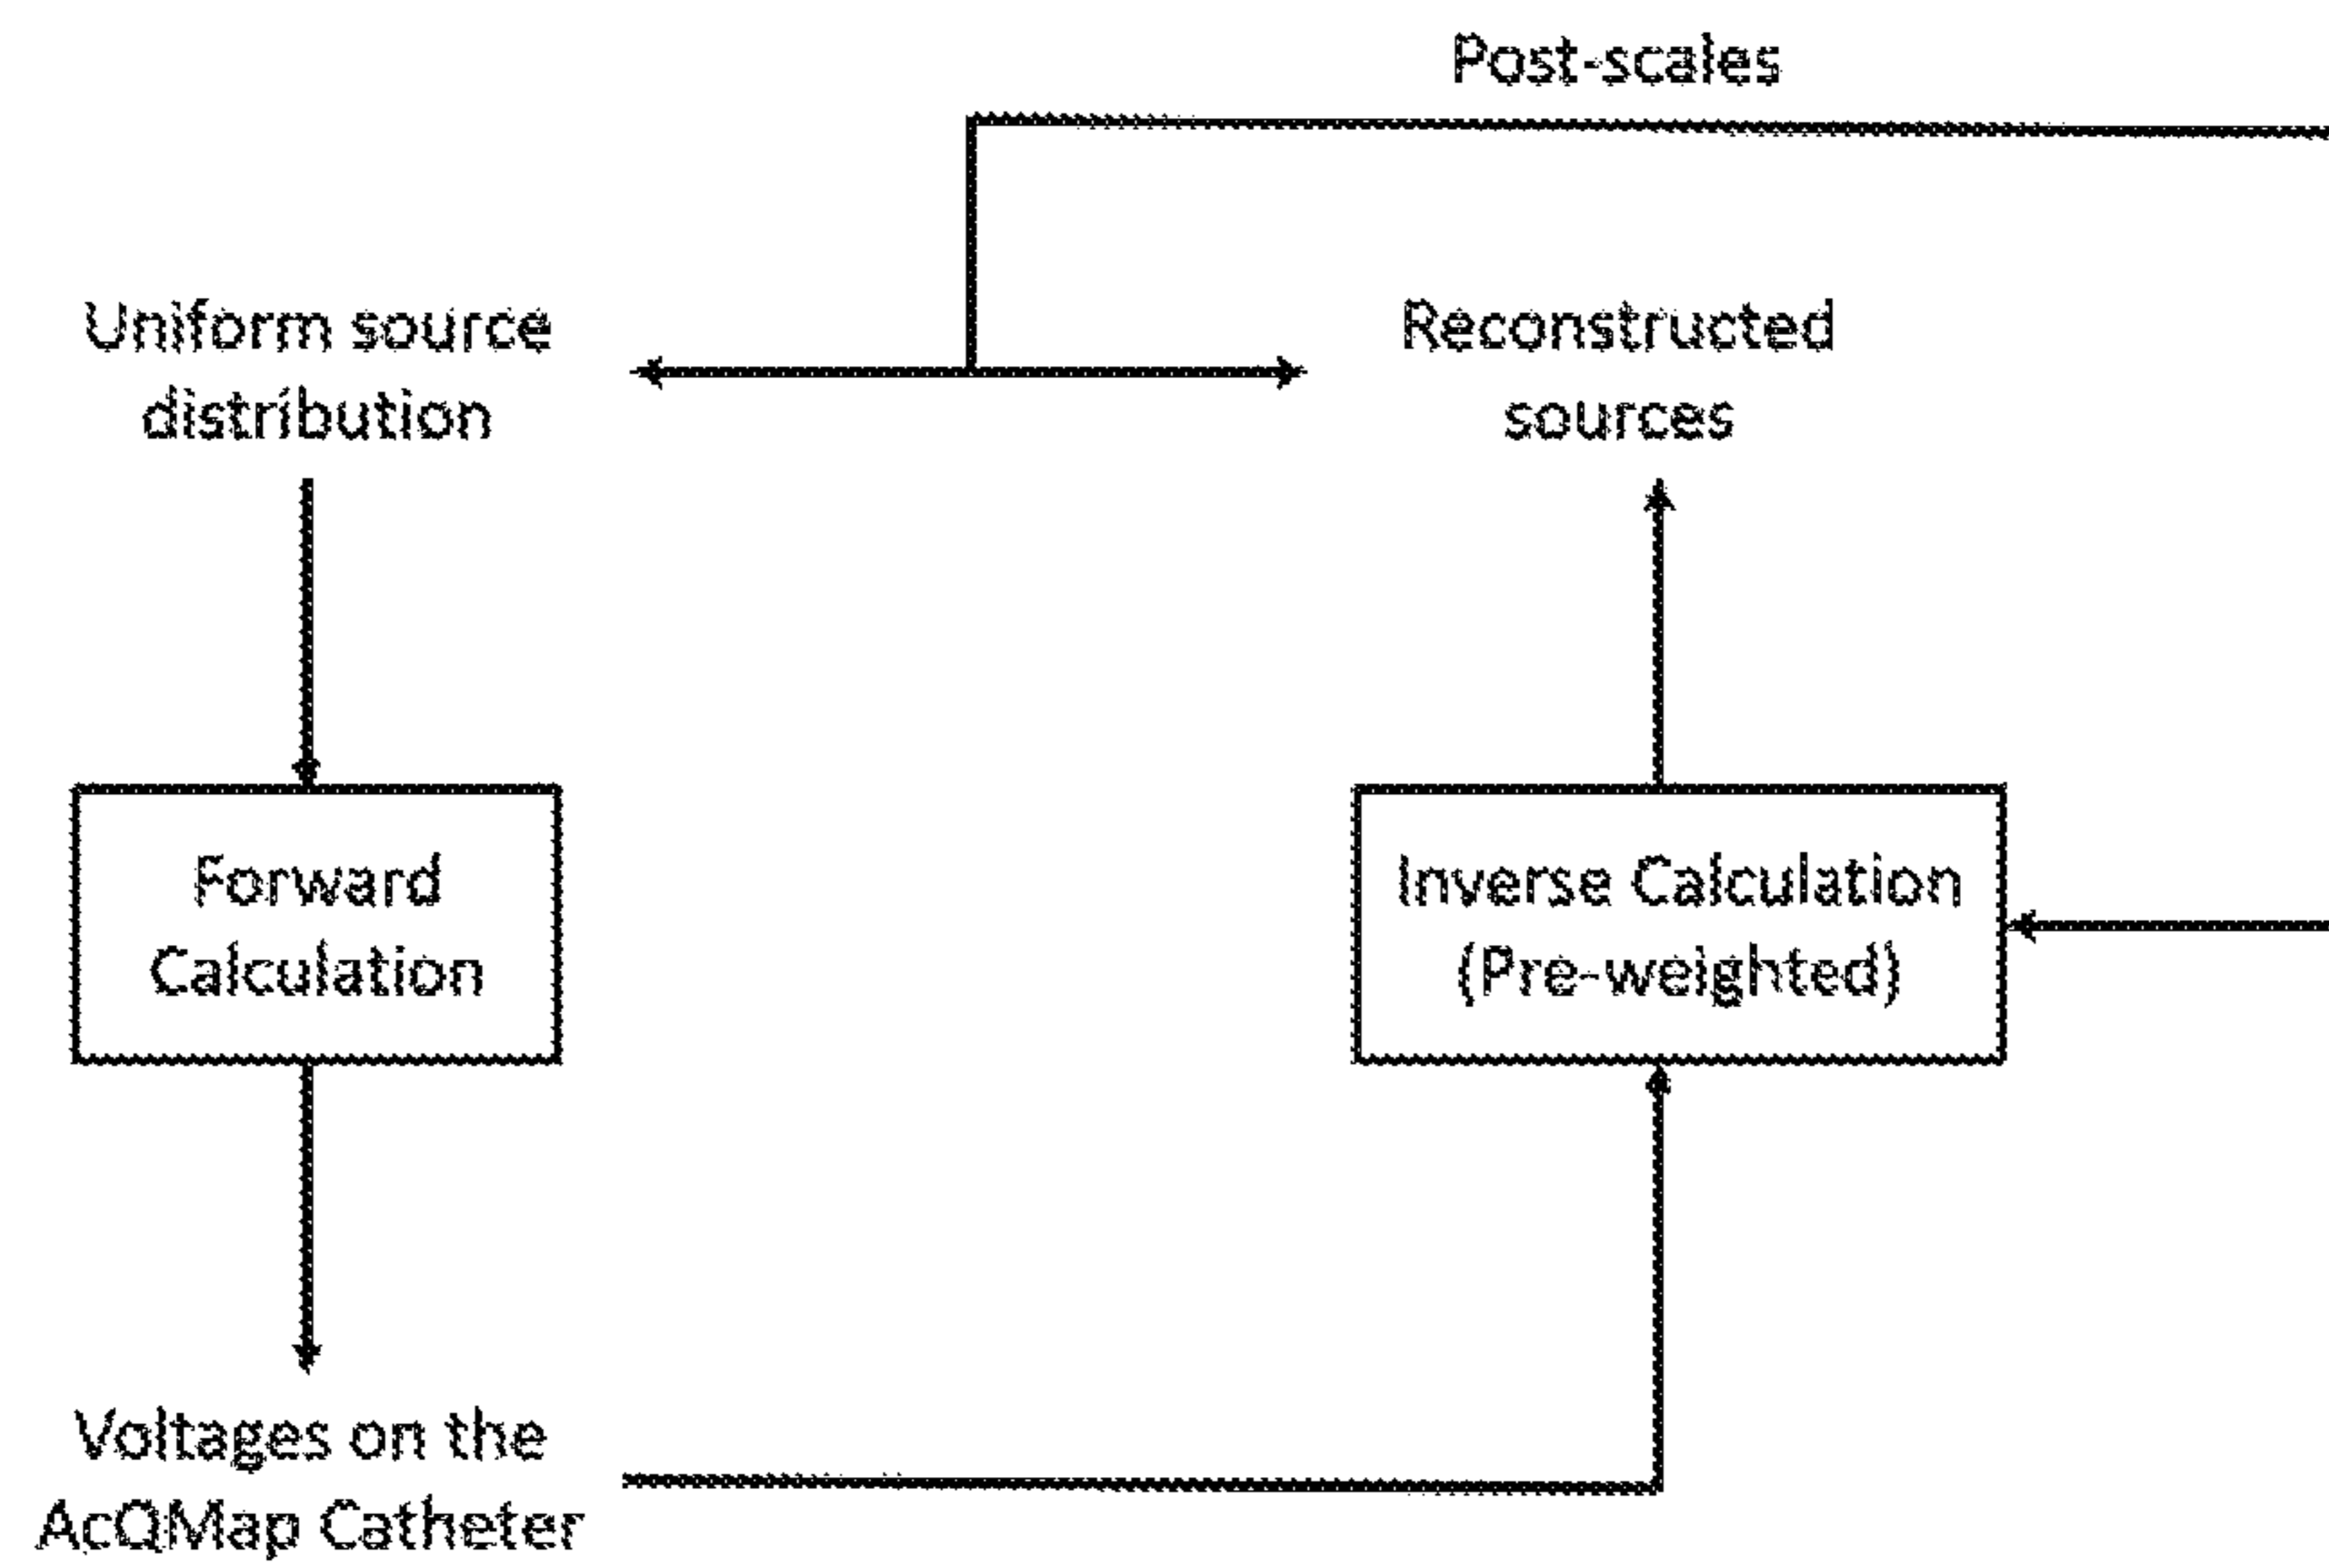 Post-scales
Uniform source
distribution
Reconstructed
sources
Forward
Calculation
Inverse Calculation
(Pre-weighted)
Voltages on the
AcQMap Catheter